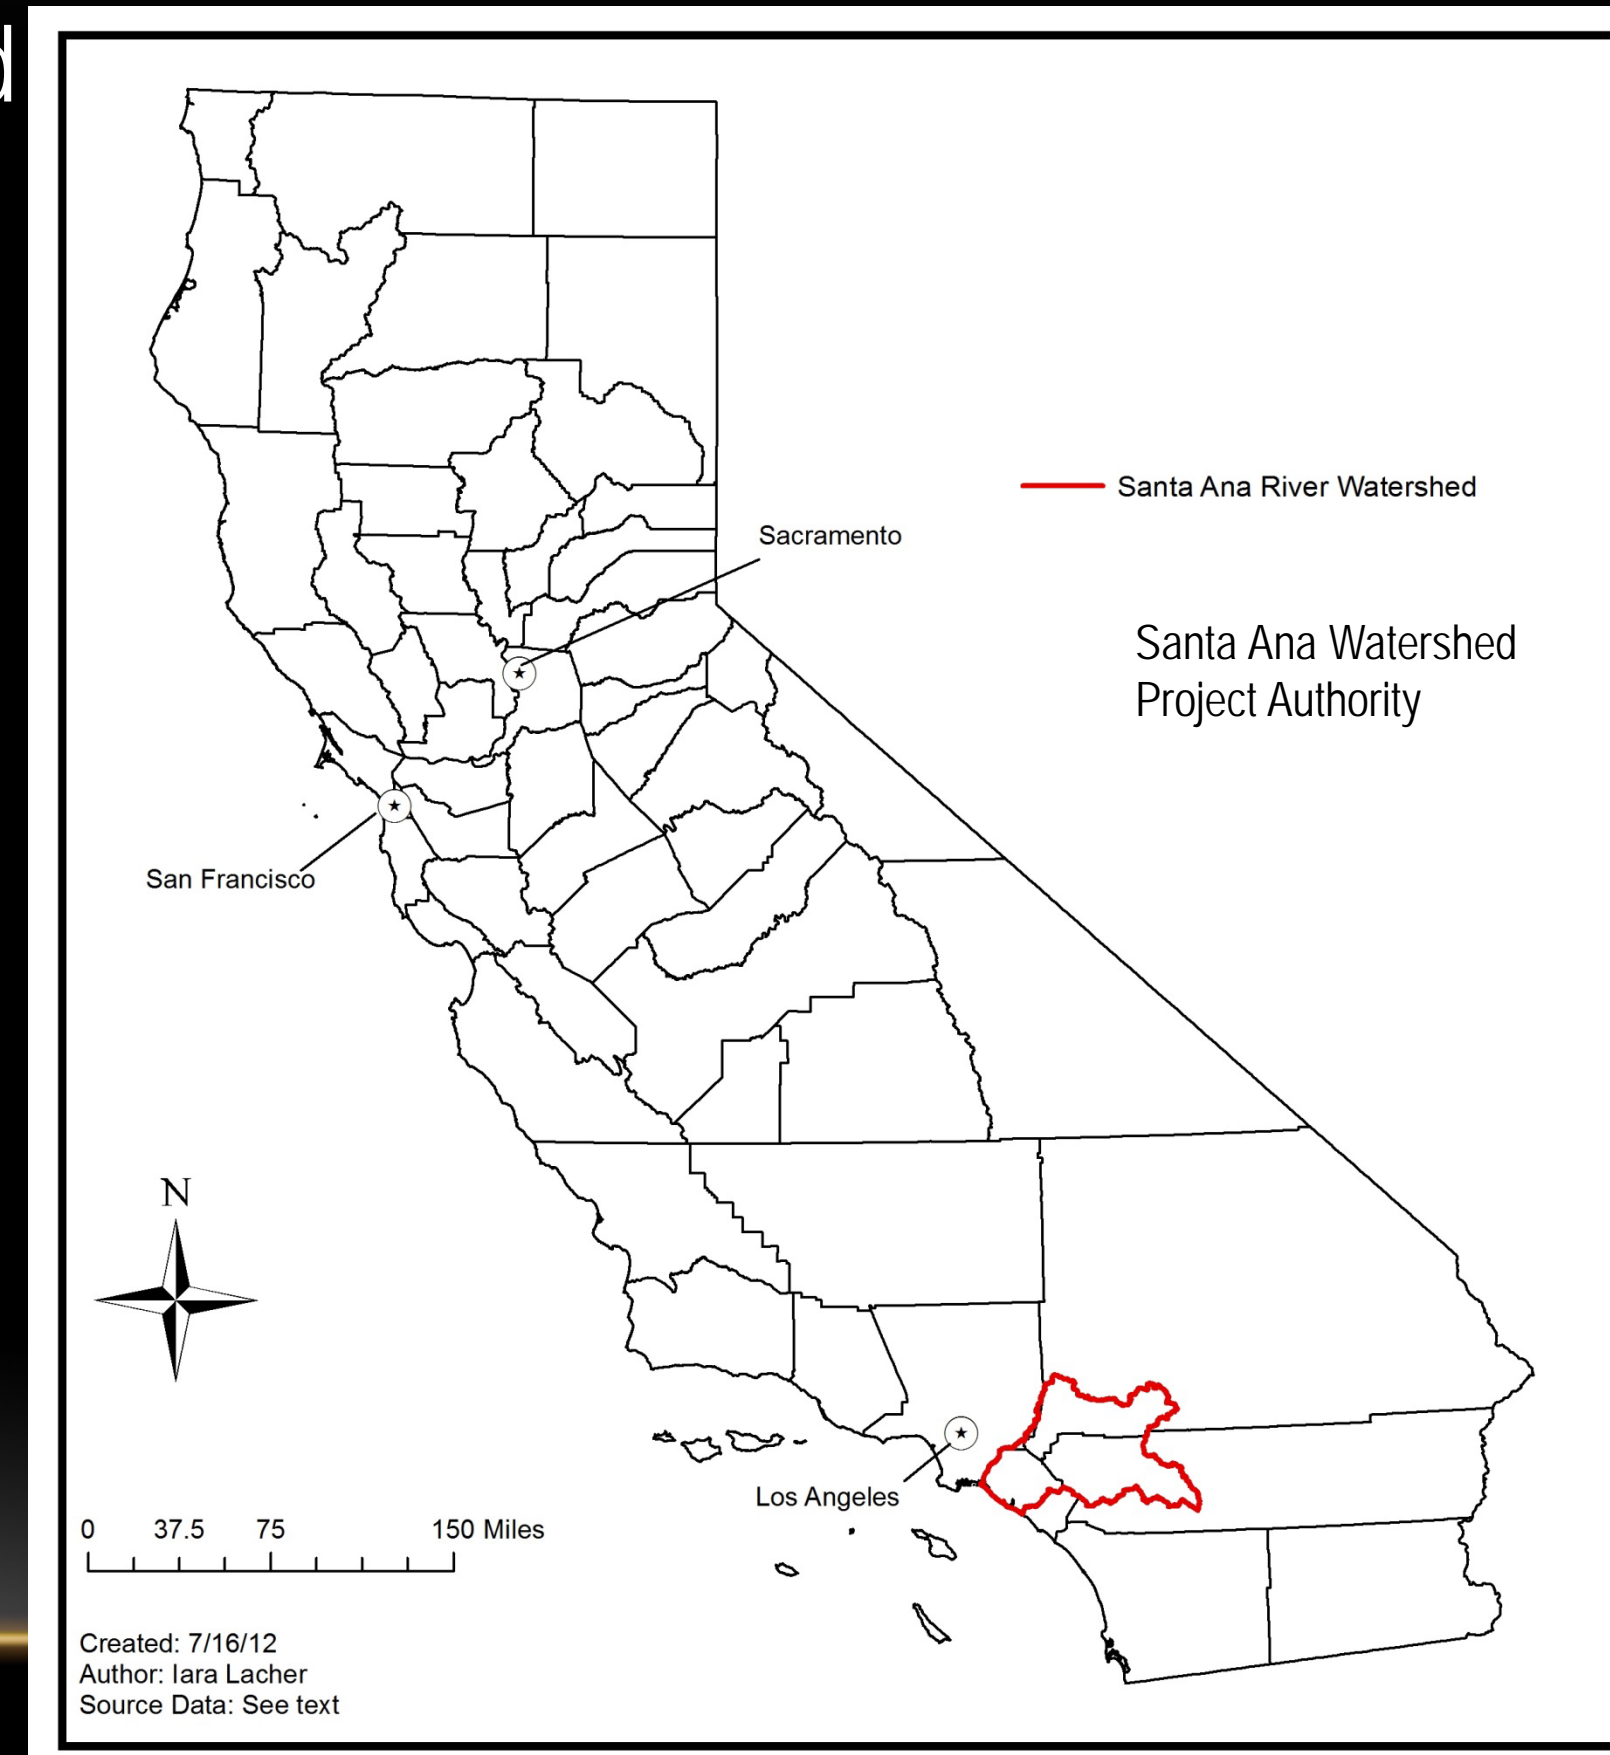 d
Santa Ana River Watershed
Sacramento
Santa Ana Watershed
Project Authority
San Francisco
N
Los Angeles
0 37.5 75 150 Miles
Created: 7/16/12
Author: Iara Lacher
Source Data: See text